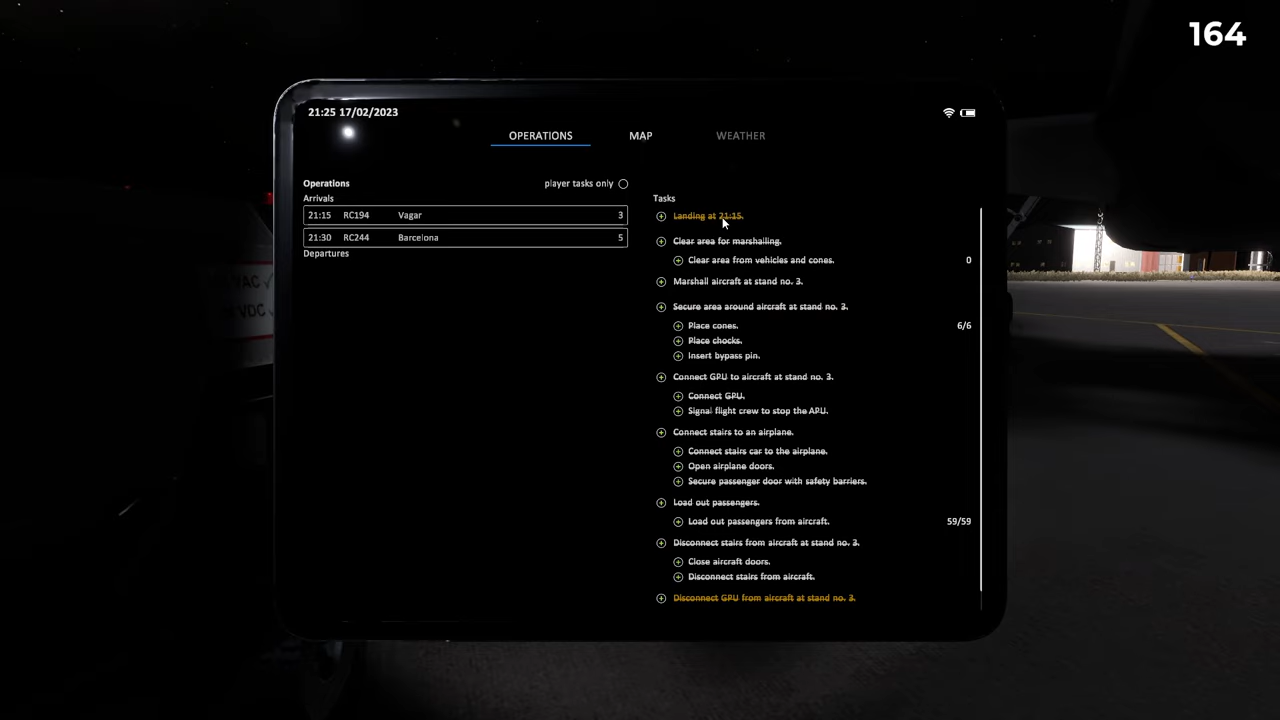 164
21:25 17/02/2023
OPERATIONS MAP WEATHER
Operations player tasks only
Arrivals
21:15 RC194 Vagar 3
21:30 RC244 Barcelona 5
Departures
Tasks
Landing at 21:15.
Clear area for marshalling.
Clear area from vehicles and cones. 0
Marshall aircraft at stand no. 3.
Secure area around aircraft at stand no. 3.
Place cones. 6/6
Place chocks.
Insert bypass pin.
Connect GPU to aircraft at stand no. 3.
Connect GPU.
Signal flight crew to stop the APU.
Connect stairs to an airplane.
Connect stairs car to the airplane.
Open airplane doors.
Secure passenger door with safety barriers.
Load out passengers.
Load out passengers from aircraft. 59/59
Disconnect stairs from aircraft at stand no. 3.
Close aircraft doors.
Disconnect stairs from aircraft.
Disconnect GPU from aircraft at stand no. 3.